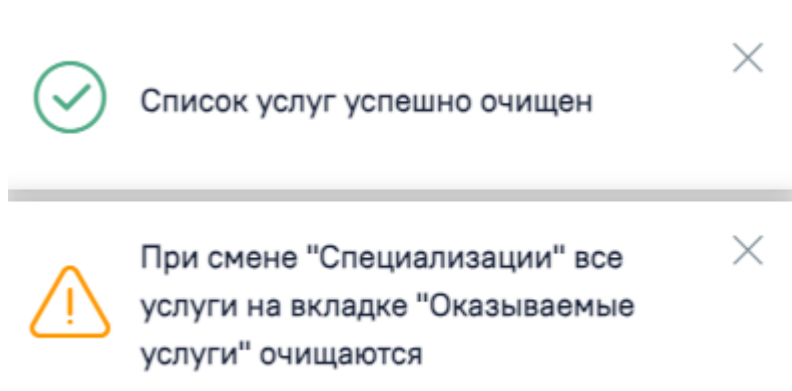 Список услуг успешно очищен
При смене "Специализации" все
услуги на вкладке "Оказываемые
услуги" очищаются